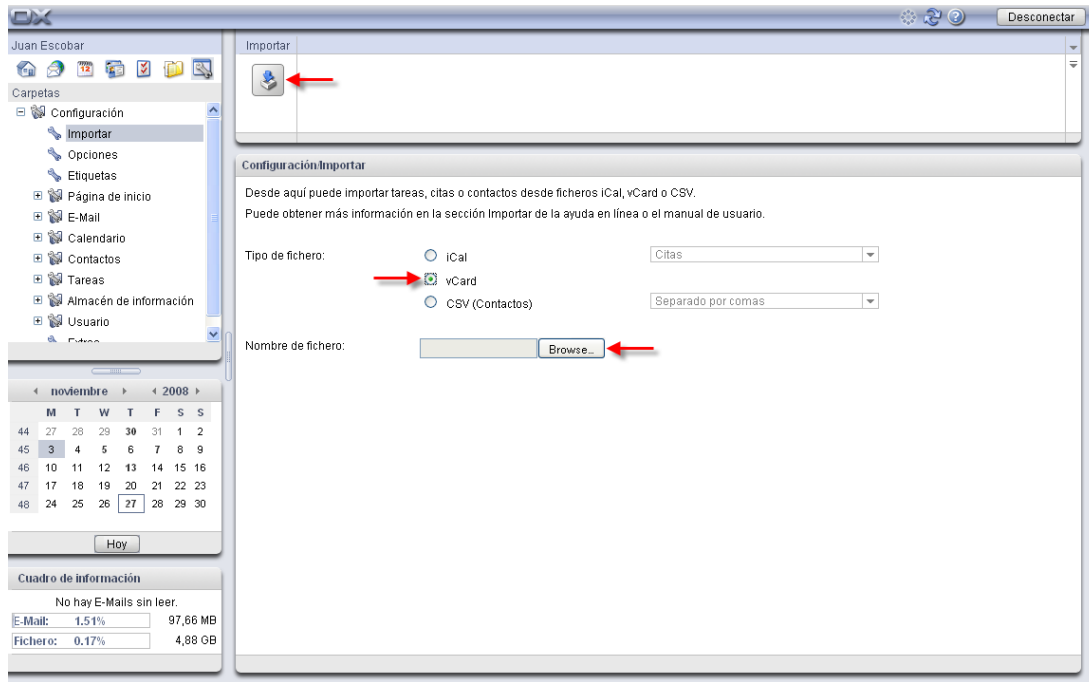 OX
Desconectar
Juan Escobar
12
Carpetas
Configuración
Importar
Opciones
Etiquetas
Página de inicio
E-Mail
Calendario
Contactos
Tareas
Almacén de información
Usuario
Extras
noviembre 2008
M T W T F S S
44 27 28 29 30 31 1 2
45 3 4 5 6 7 8 9
46 10 11 12 13 14 15 16
47 17 18 19 20 21 22 23
48 24 25 26 27 28 29 30
Hoy
Cuadro de información
No hay E-Mails sin leer.
E-Mail: 1.51% 97,66 MB
Fichero: 0.17% 4,88 GB
Importar
Configuración/Importar
Desde aquí puede importar tareas, citas o contactos desde ficheros iCal, vCard o CSV.
Puede obtener más información en la sección Importar de la ayuda en línea o el manual de usuario.
Tipo de fichero: iCal Citas
vCard
CSV (Contactos) Separado por comas
Nombre de fichero: Browse...